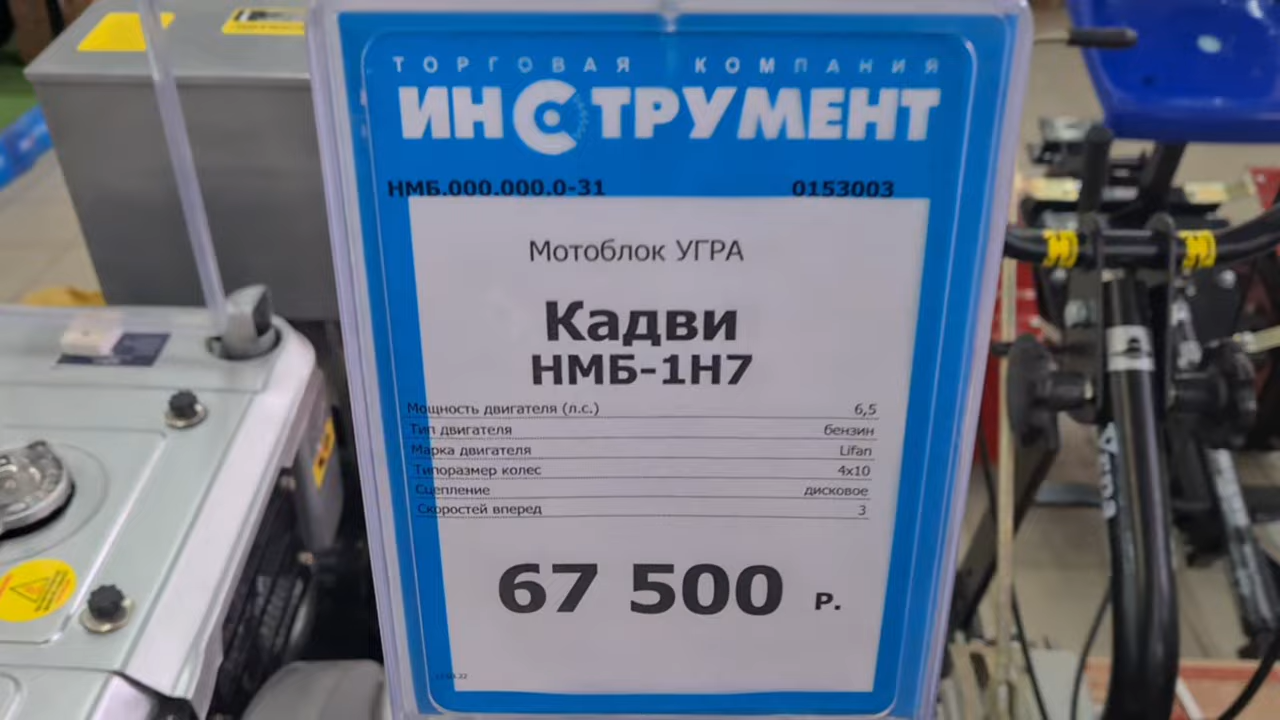 ТОРГОВАЯ КОМПАНИЯ
ИНСТРУМЕНТ
НМБ.000.000.0-31 0153003
Мотоблок УГРА
Кадви
НМБ-1Н7
Мощность двигателя (л.с.) 6,5
Тип двигателя бензин
Марка двигателя Lifan
Типоразмер колес 4х10
Сцепление дисковое
Скоростей вперед 3
67 500 Р.